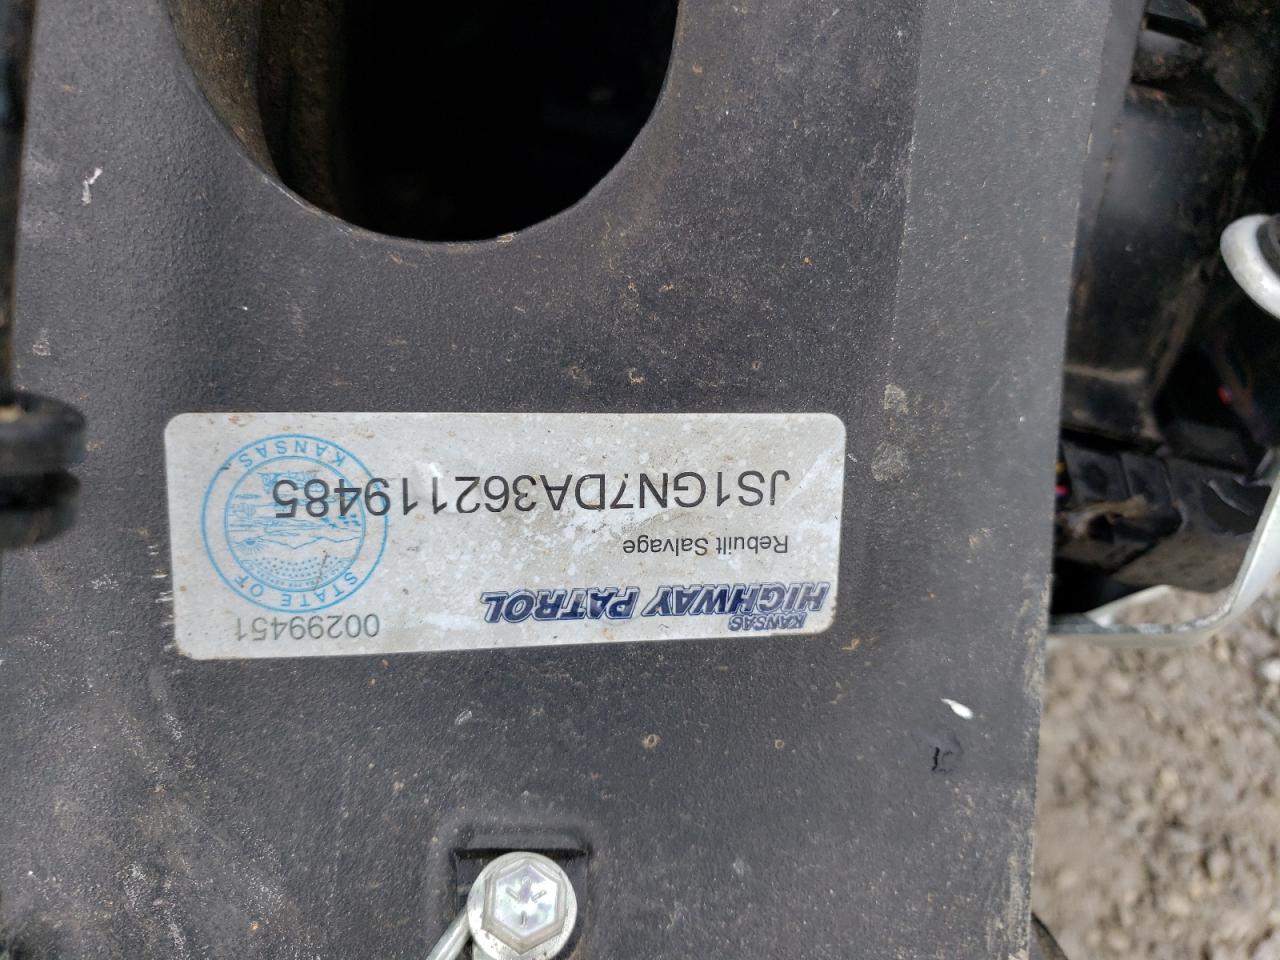 KANSAS
HIGHWAY PATROL
00299451
Rebuilt Salvage
JS1GN7DA362119485
STATE OF
KANSAS